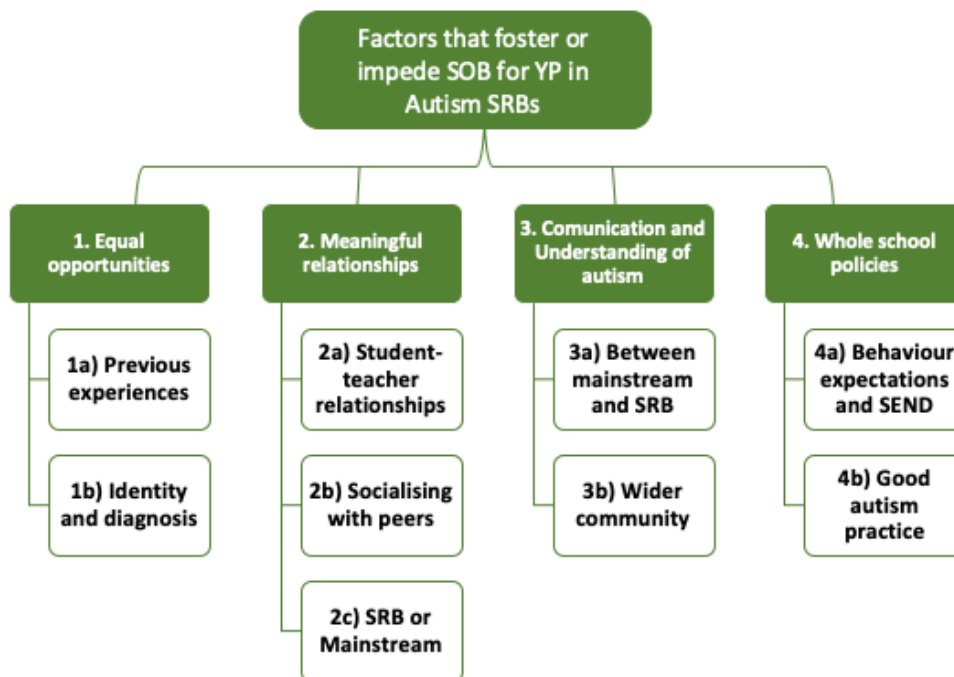 Factors that foster or
impede SOB for YP in
Autism SRBs
1. Equal
opportunities
2. Meaningful
relationships
3. Comunication and
Understanding of
autism
4. Whole school
policies
1a) Previous
experiences
2a) Student-
teacher
relationships
3a) Between
mainstream
and SRB
4a) Behaviour
expectations
and SEND
1b) Identity
and diagnosis
2b) Socialising
with peers
3b) Wider
community
4b) Good
autism
practice
2c) SRB or
Mainstream